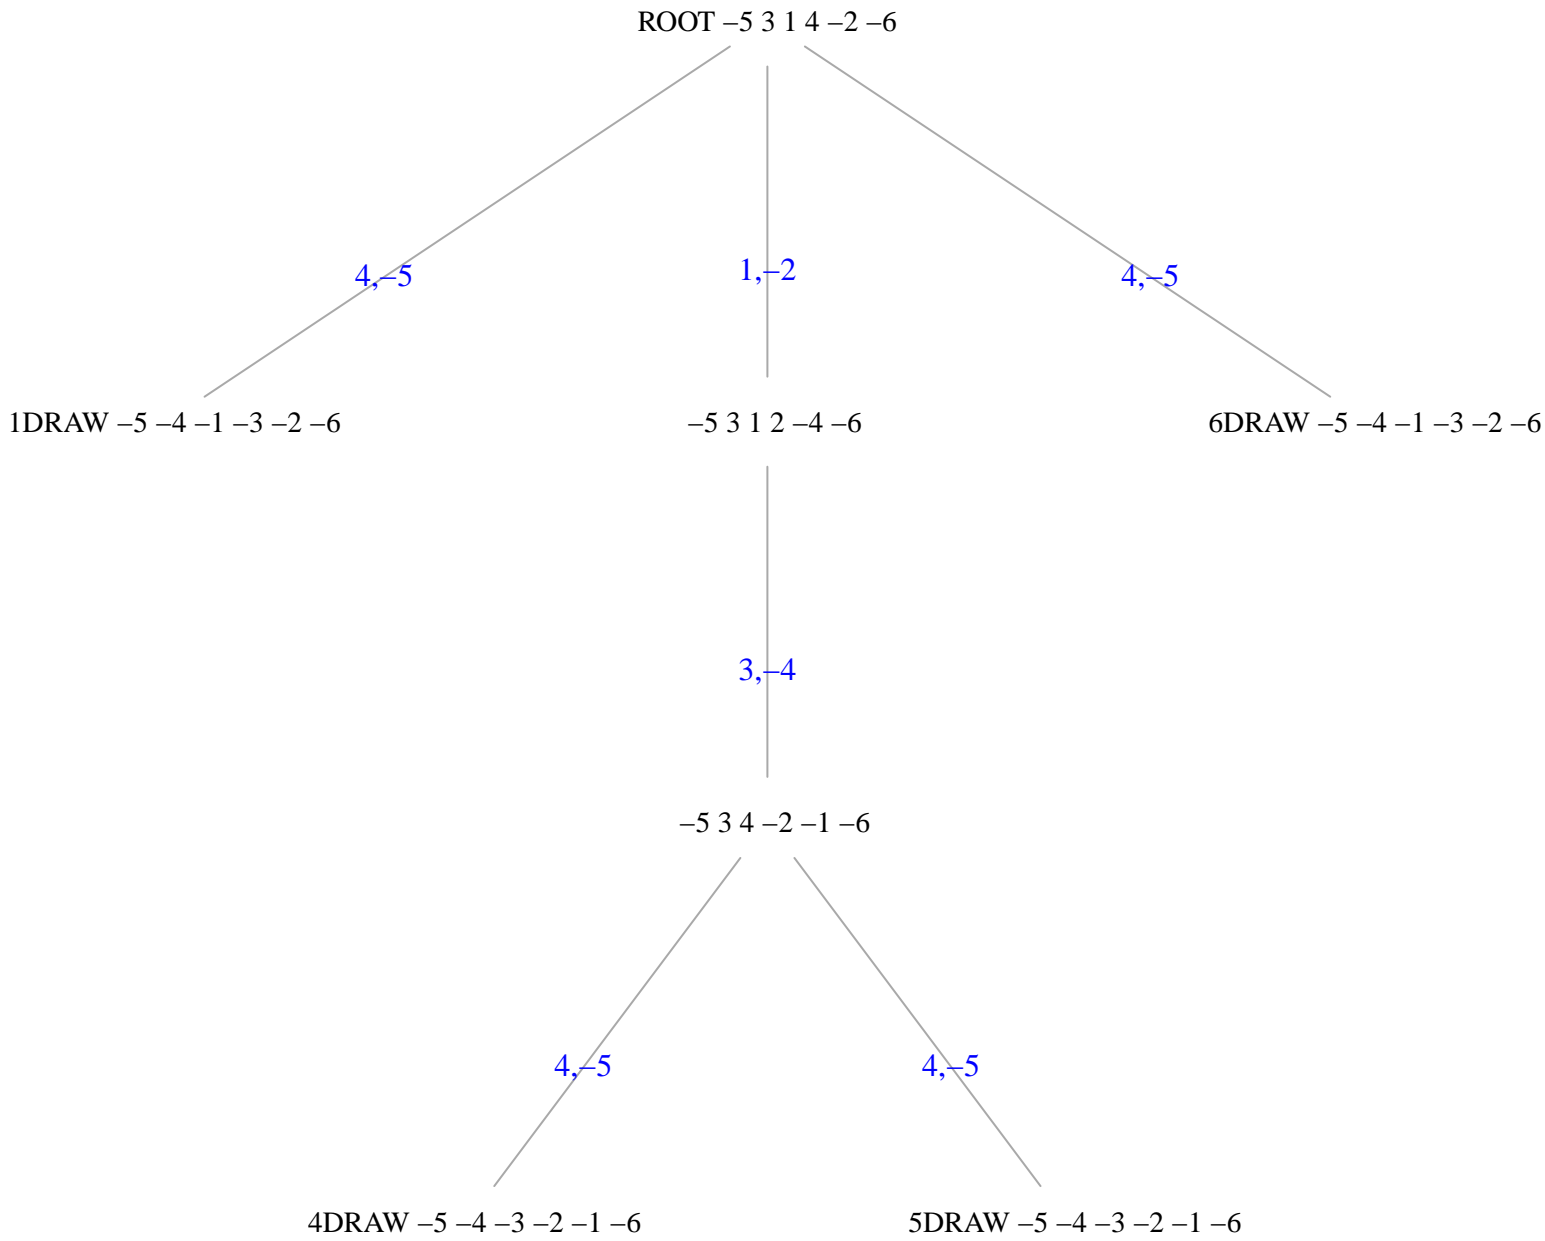 ROOT –5 3 1 4 –2 –6
4,–5
1,–2
4,–5
1DRAW –5 –4 –1 –3 –2 –6
–5 3 1 2 –4 –6
6DRAW –5 –4 –1 –3 –2 –6
3,–4
–5 3 4 –2 –1 –6
4,–5
4,–5
4DRAW –5 –4 –3 –2 –1 –6
5DRAW –5 –4 –3 –2 –1 –6